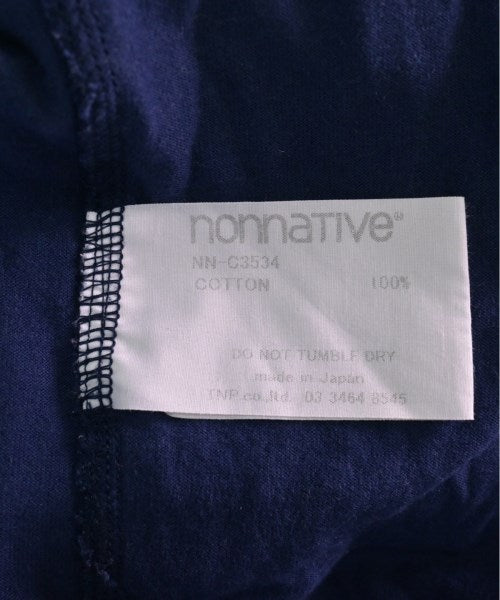 nonnative®
NN-C3534
COTTON 100%
DO NOT TUMBLE DRY
made in Japan
TNP.co.,ltd. 03 3464 8545